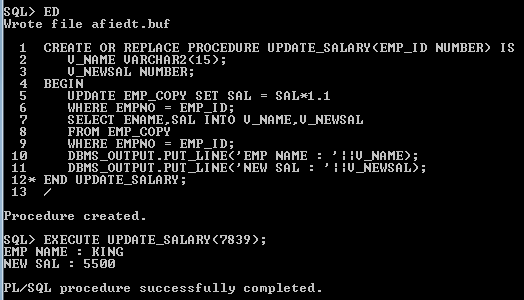 SQL> ED
Wrote file afiedt.buf
1 CREATE OR REPLACE PROCEDURE UPDATE_SALARY(EMP_ID NUMBER) IS
2 V_NAME VARCHAR2(15);
3 V_NEWSAL NUMBER;
4 BEGIN
5 UPDATE EMP_COPY SET SAL = SAL*1.1
6 WHERE EMPNO = EMP_ID;
7 SELECT ENAME,SAL INTO V_NAME,V_NEWSAL
8 FROM EMP_COPY
9 WHERE EMPNO = EMP_ID;
10 DBMS_OUTPUT.PUT_LINE('EMP NAME : '||V_NAME);
11 DBMS_OUTPUT.PUT_LINE('NEW SAL : '||V_NEWSAL);
12* END UPDATE_SALARY;
13 /
Procedure created.
SQL> EXECUTE UPDATE_SALARY(7839);
EMP NAME : KING
NEW SAL : 5500
PL/SQL procedure successfully completed.